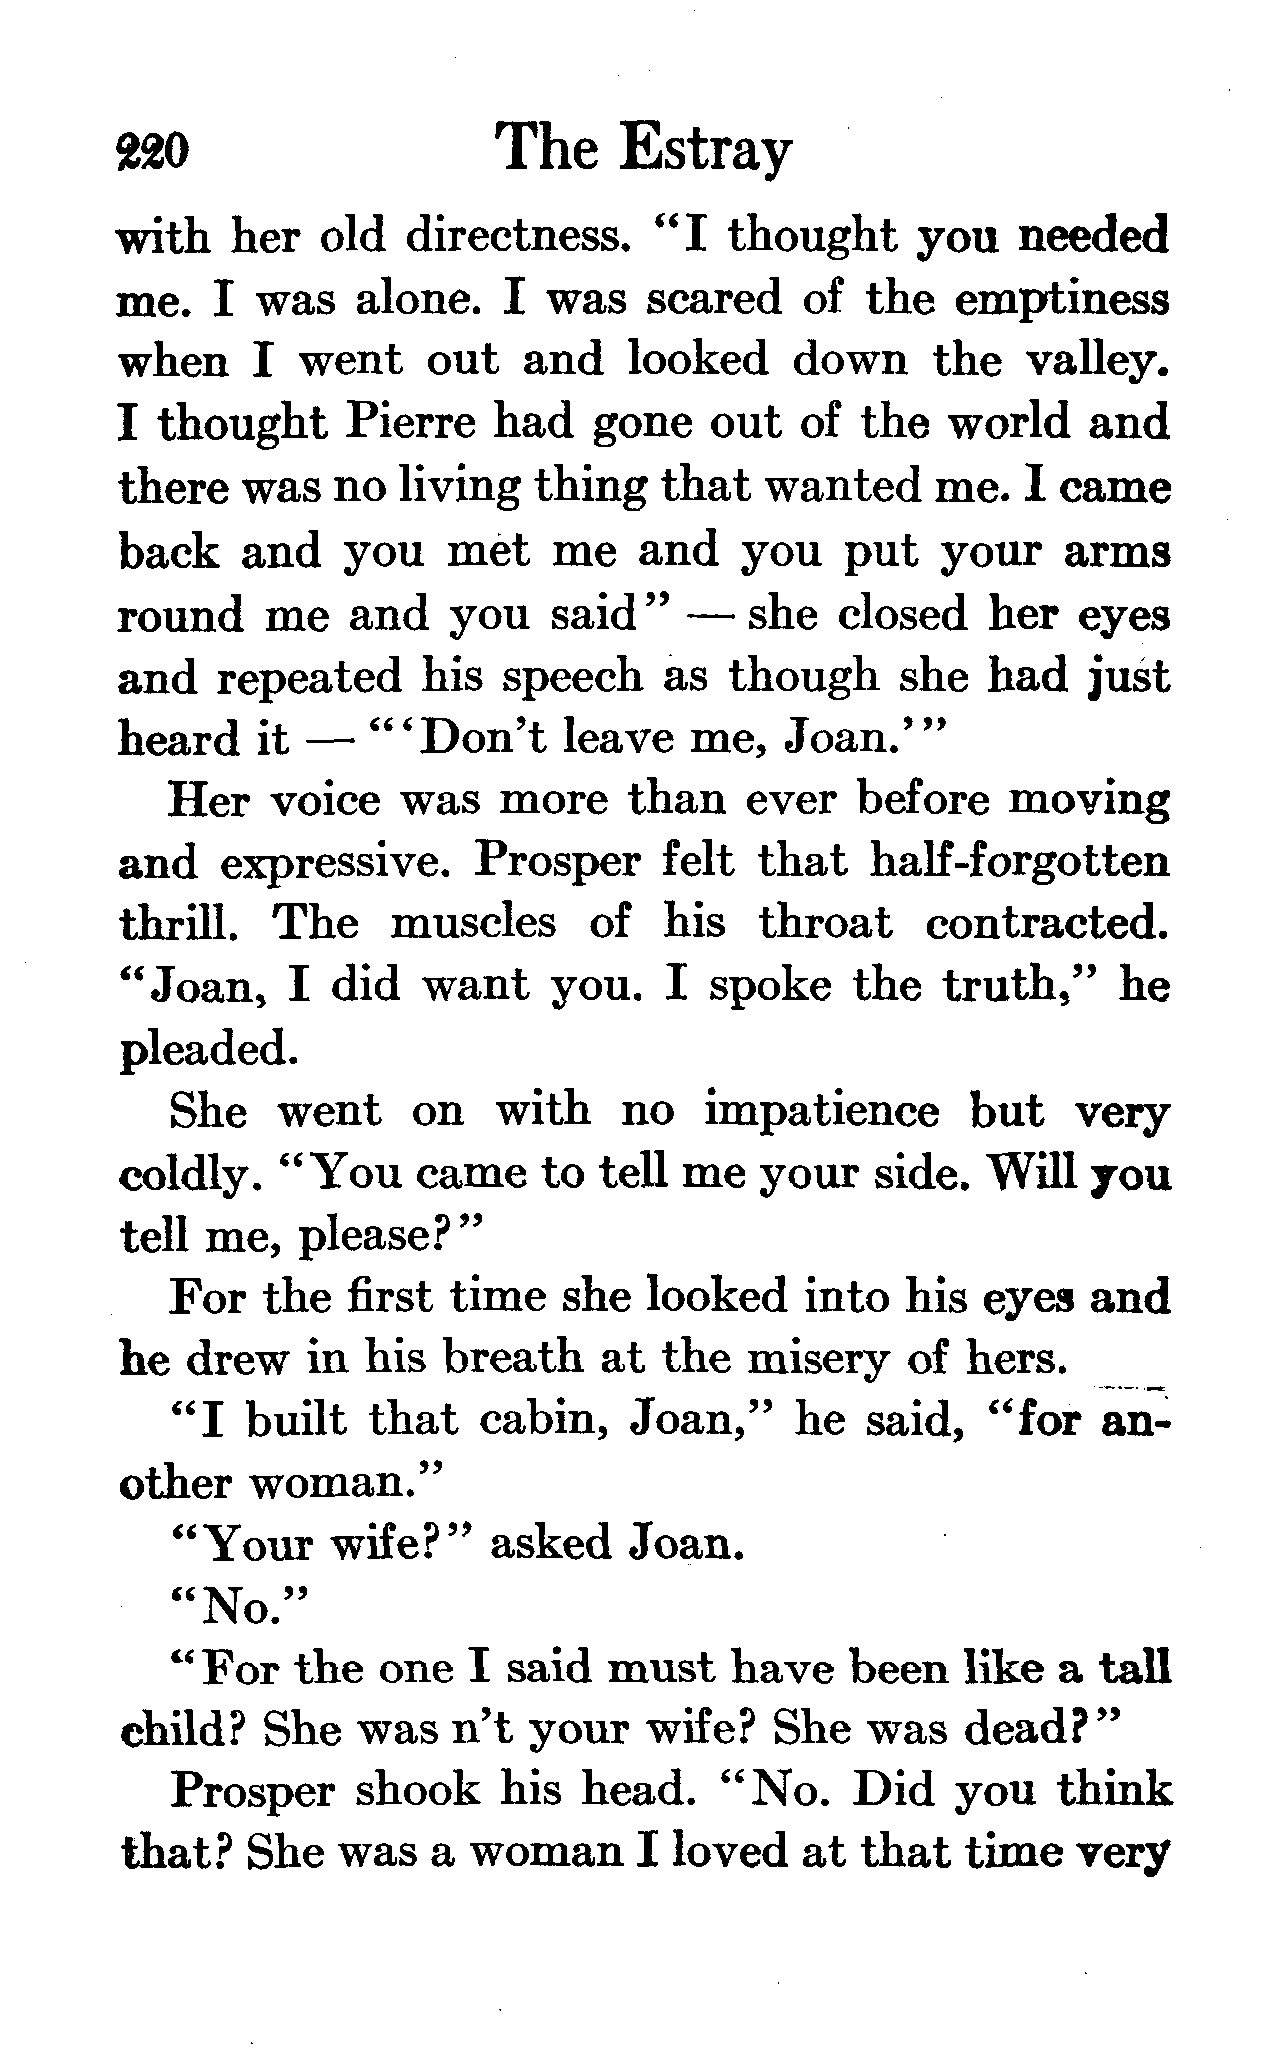 220 The Estray
with her old directness. "I thought you needed
me. I was alone. I was scared of the emptiness
when I went out and looked down the valley.
I thought Pierre had gone out of the world and
there was no living thing that wanted me. I came
back and you met me and you put your arms
round me and you said" — she closed her eyes
and repeated his speech as though she had just
heard it — "'Don't leave me, Joan.'"
Her voice was more than ever before moving
and expressive. Prosper felt that half-forgotten
thrill. The muscles of his throat contracted.
"Joan, I did want you. I spoke the truth," he
pleaded.
She went on with no impatience but very
coldly. "You came to tell me your side. Will you
tell me, please?"
For the first time she looked into his eyes and
he drew in his breath at the misery of hers.
"I built that cabin, Joan," he said, "for an-
other woman."
"Your wife?" asked Joan.
"No."
"For the one I said must have been like a tall
child? She was n't your wife? She was dead?"
Prosper shook his head. "No. Did you think
that? She was a woman I loved at that time very